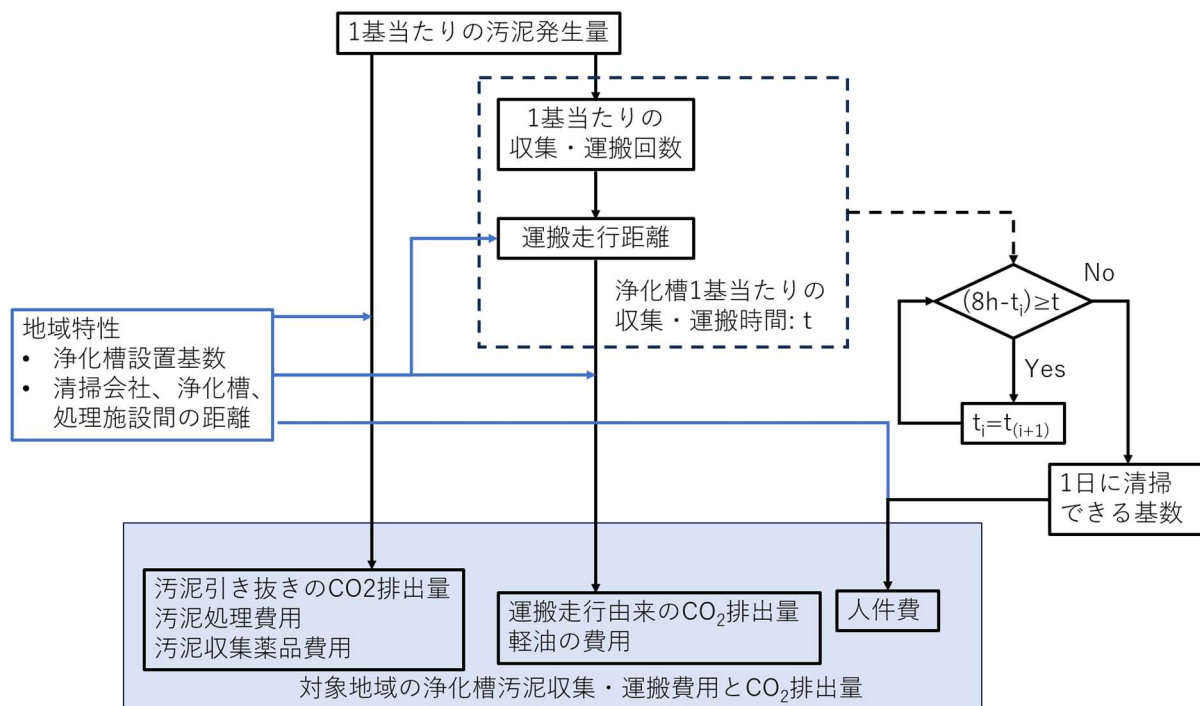 1基当たりの汚泥発生量
1基当たりの
収集・運搬回数
運搬走行距離
浄化槽1基当たりの
収集・運搬時間: t
地域特性
• 浄化槽設置基数
• 清掃会社、浄化槽、
処理施設間の距離
(8h-tᵢ)≥t
No
Yes
tᵢ=t₍ᵢ₊₁₎
1日に清掃
できる基数
汚泥引き抜きのCO2排出量
汚泥処理費用
汚泥収集薬品費用
運搬走行由来のCO₂排出量
軽油の費用
人件費
対象地域の浄化槽汚泥収集・運搬費用とCO₂排出量